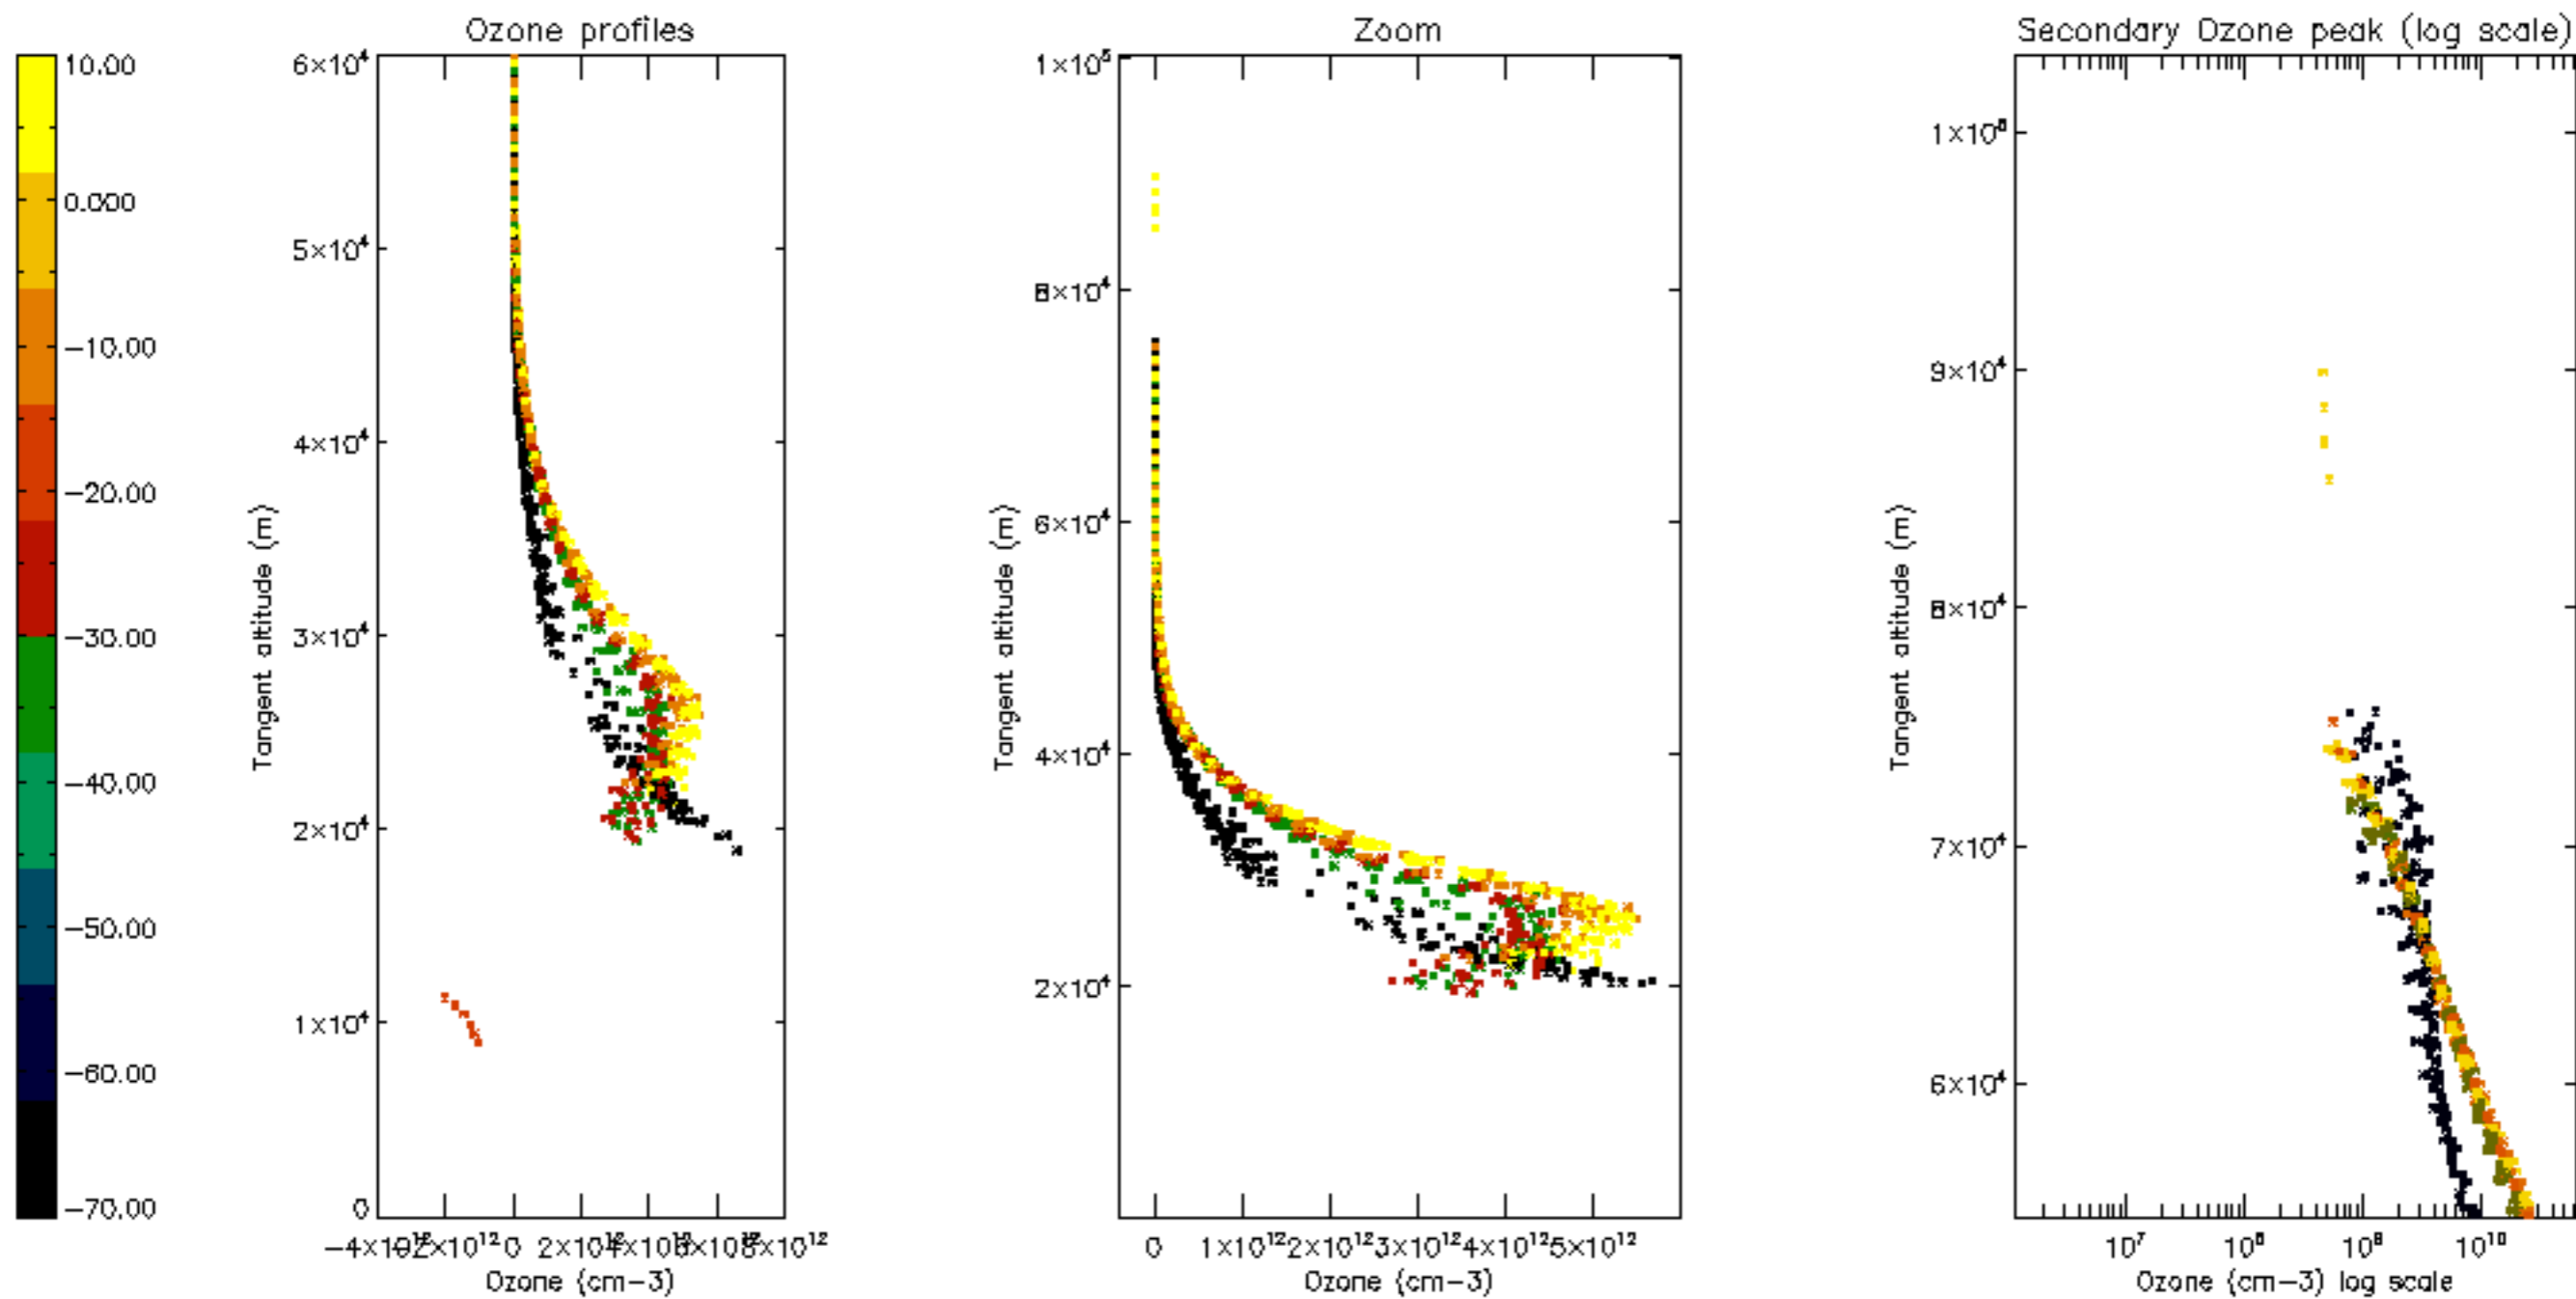 Ozone profiles
Zoom
Secondary Ozone peak (log scale)
10.00
0.000
−10.00
−20.00
−30.00
−40.00
−50.00
−60.00
−70.00
6×10⁴
5×10⁴
4×10⁴
3×10⁴
2×10⁴
1×10⁴
0
Tangent altitude (m)
0
Ozone (cm−3)
1×10⁵
8×10⁴
6×10⁴
4×10⁴
2×10⁴
Tangent altitude (m)
0 1×10¹² 2×10¹² 3×10¹² 4×10¹² 5×10¹²
Ozone (cm−3)
9×10⁴
8×10⁴
7×10⁴
6×10⁴
Tangent altitude (m)
10⁷ 10⁸ 10⁹ 10¹⁰
Ozone (cm−3) log scale